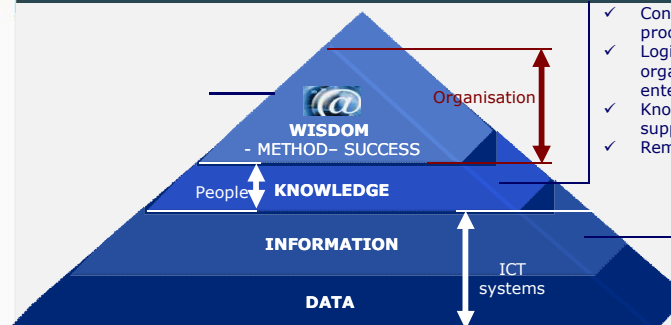 Organisation
WISDOM
- METHOD– SUCCESS
People
KNOWLEDGE
INFORMATION
ICT
systems
DATA